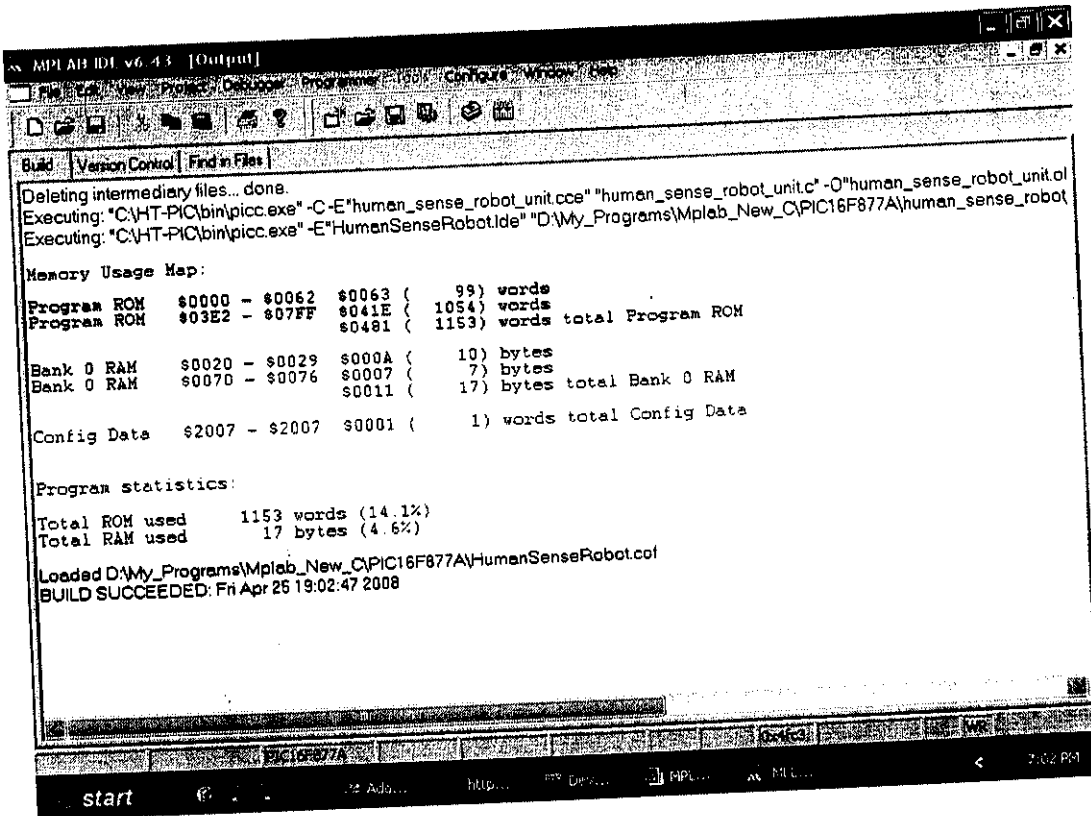 MPLAB IDE v6.43 [Output]
File Edit View Project Debugger Programmer Tools Configure Window Help
Build Version Control Find in Files
Deleting intermediary files... done.
Executing: "C:\HT-PIC\bin\picc.exe" -C -E"human_sense_robot_unit.cce" "human_sense_robot_unit.c" -O"human_sense_robot_unit.ol
Executing: "C:\HT-PIC\bin\picc.exe" -E"HumanSenseRobot.lde" "D:\My_Programs\Mplab_New_C\PIC16F877A\human_sense_robot
Memory Usage Map:
Program ROM $0000 - $0062 $0063 ( 99) words
Program ROM $03E2 - $07FF $041E ( 1054) words
$0481 ( 1153) words total Program ROM
Bank 0 RAM $0020 - $0029 $000A ( 10) bytes
Bank 0 RAM $0070 - $0076 $0007 ( 7) bytes
$0011 ( 17) bytes total Bank 0 RAM
Config Data $2007 - $2007 $0001 ( 1) words total Config Data
Program statistics:
Total ROM used 1153 words (14.1%)
Total RAM used 17 bytes (4.6%)
Loaded D:\My_Programs\Mplab_New_C\PIC16F877A\HumanSenseRobot.cof
BUILD SUCCEEDED: Fri Apr 25 19:02:47 2008
PIC16F877A
start Ado... http... MPL... 7:02 PM